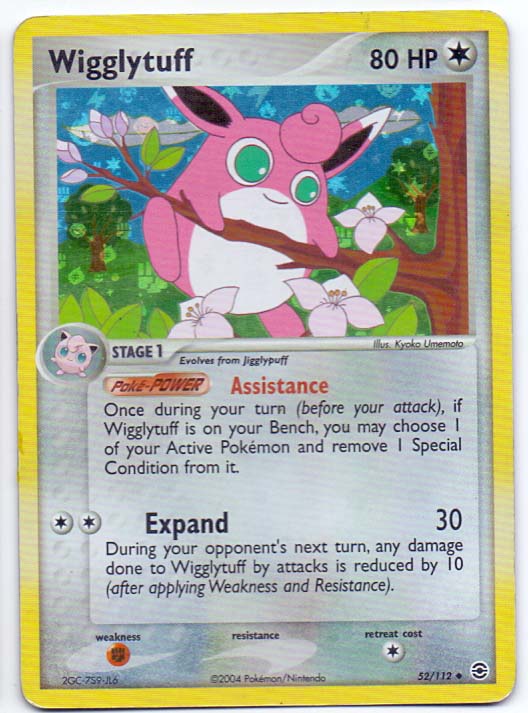 Wigglytuff 80 HP
Illus. Kyoko Umemoto
STAGE 1
Evolves from Jigglypuff
Poké-POWER Assistance
Once during your turn (before your attack), if
Wigglytuff is on your Bench, you may choose 1
of your Active Pokémon and remove 1 Special
Condition from it.
Expand 30
During your opponent's next turn, any damage
done to Wigglytuff by attacks is reduced by 10
(after applying Weakness and Resistance).
weakness resistance retreat cost
2GC-7S9-JL6 ©2004 Pokémon/Nintendo 52/112